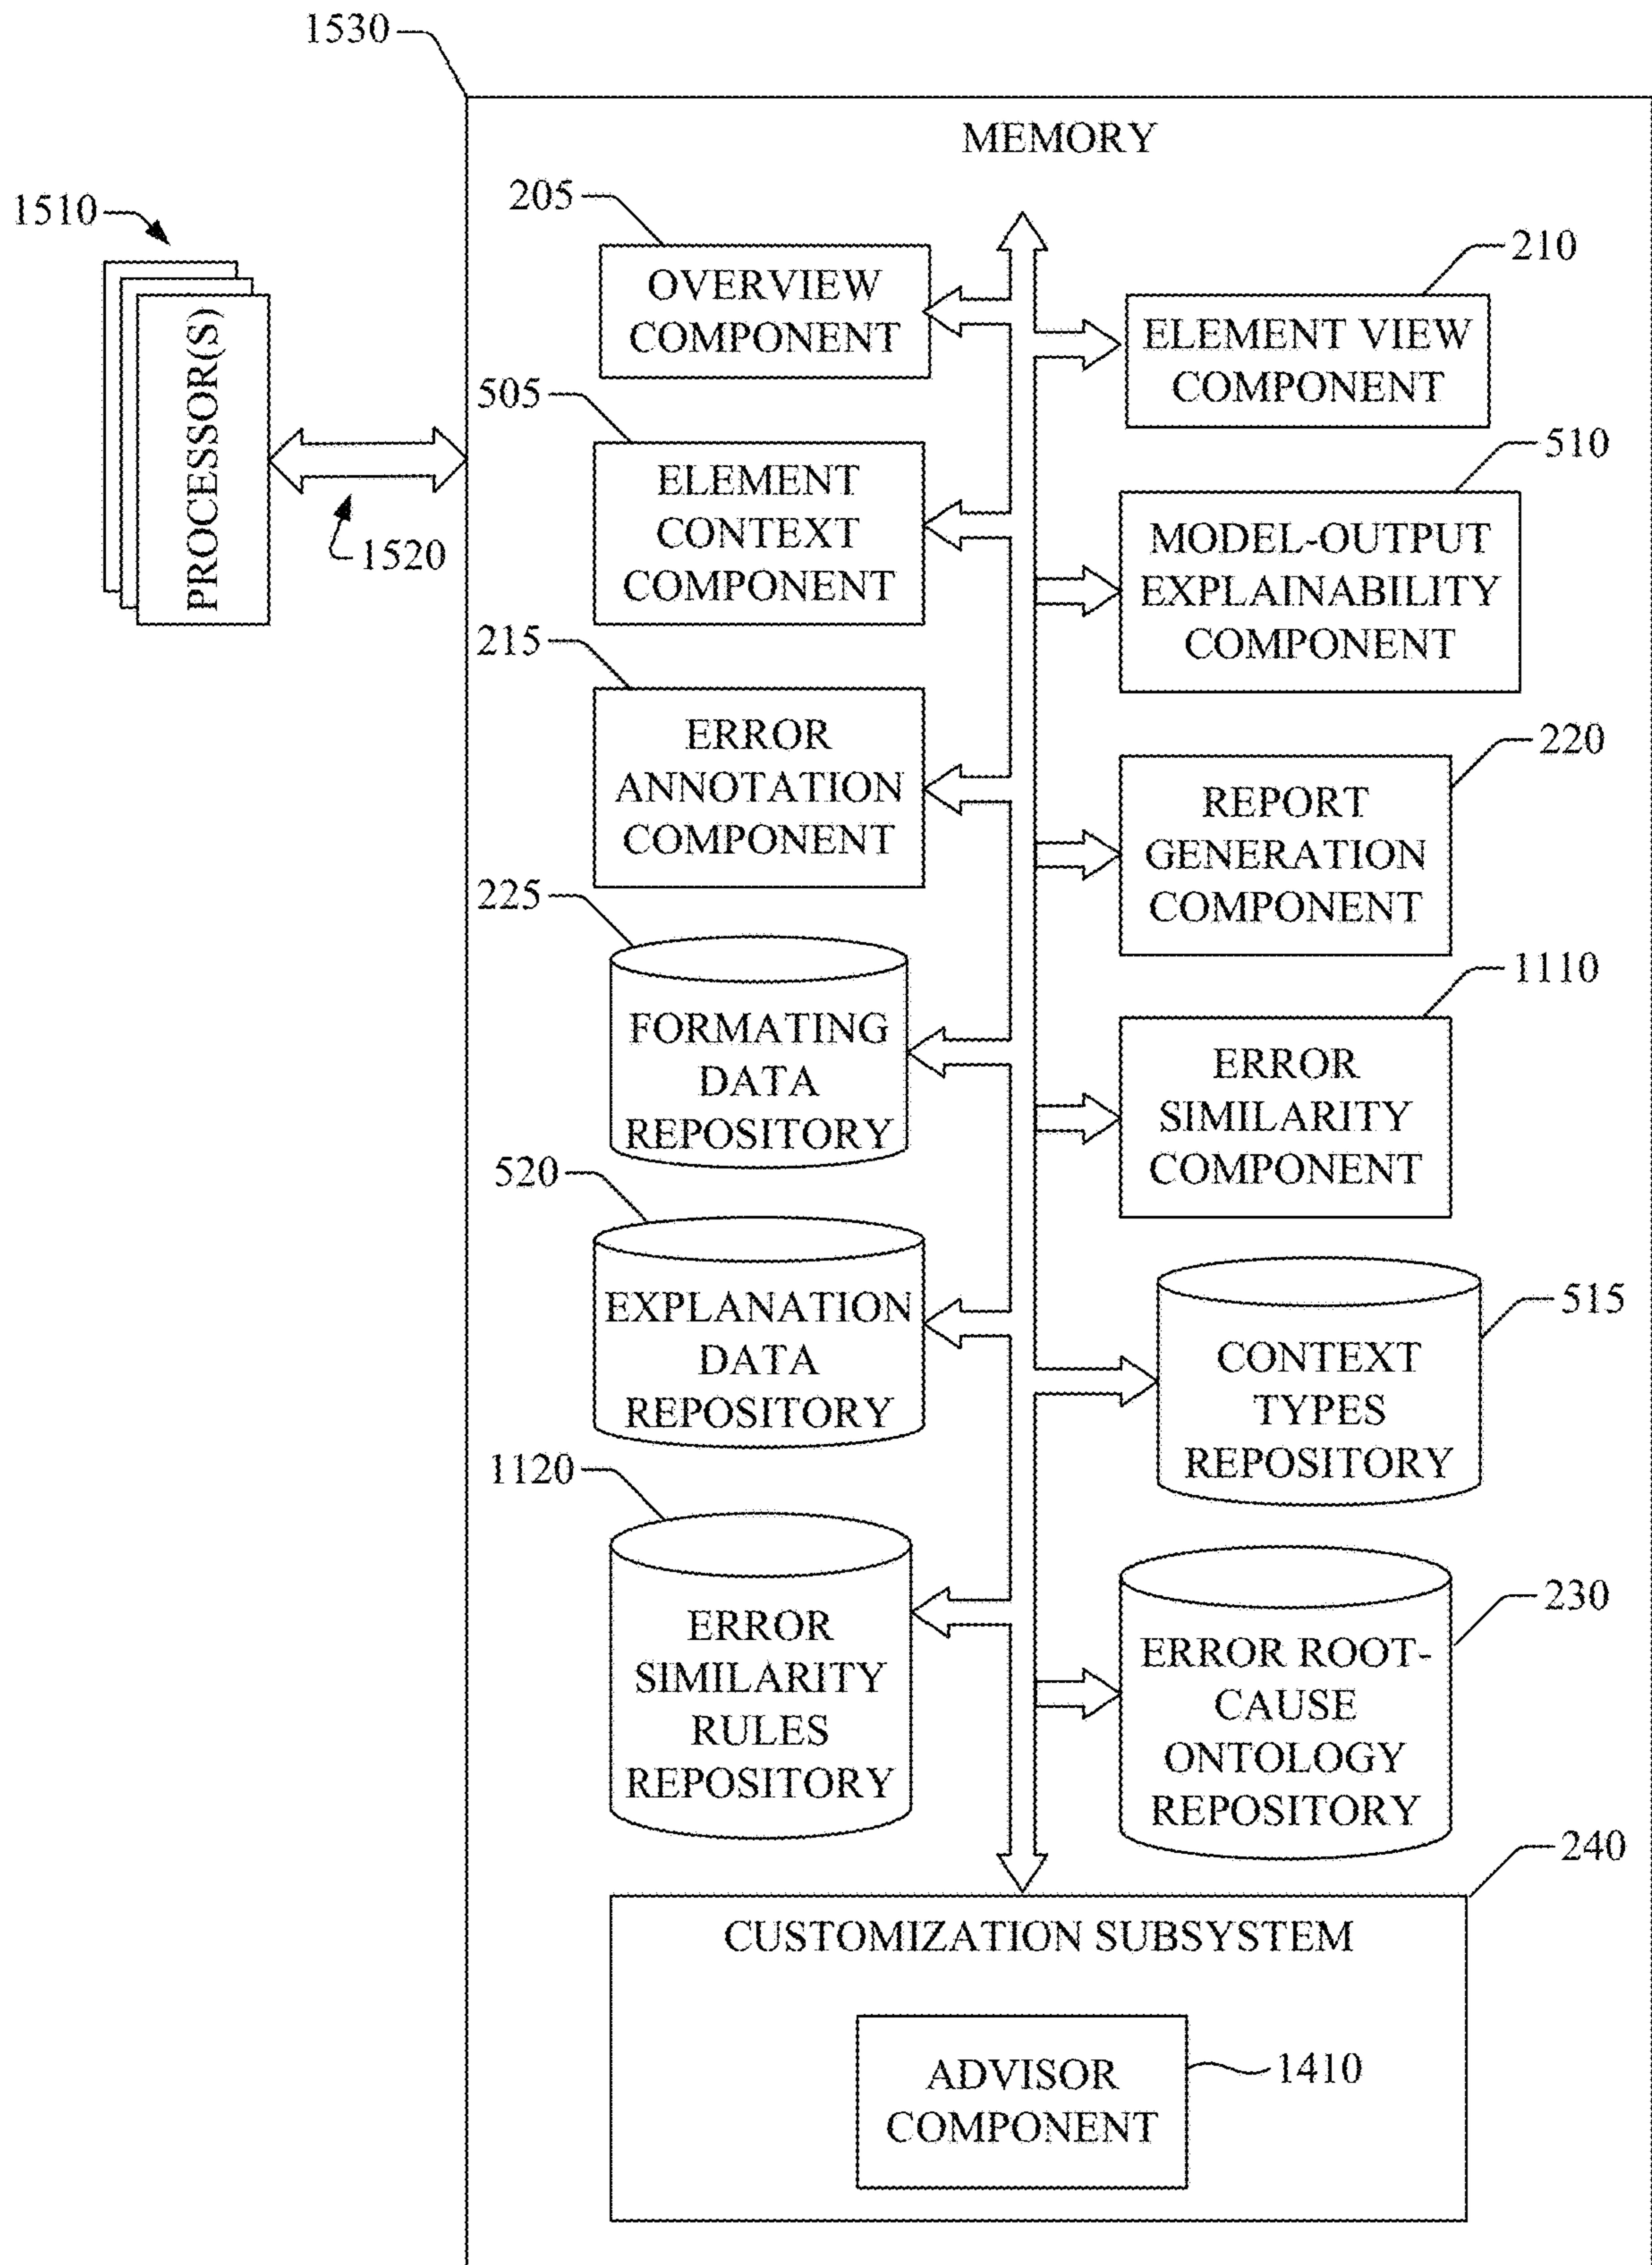 1530
MEMORY
1510
PROCESSOR(S)
1520
205
OVERVIEW
COMPONENT
210
ELEMENT VIEW
COMPONENT
505
ELEMENT
CONTEXT
COMPONENT
510
MODEL-OUTPUT
EXPLAINABILITY
COMPONENT
215
ERROR
ANNOTATION
COMPONENT
220
REPORT
GENERATION
COMPONENT
225
FORMATING
DATA
REPOSITORY
1110
ERROR
SIMILARITY
COMPONENT
520
EXPLANATION
DATA
REPOSITORY
515
CONTEXT
TYPES
REPOSITORY
1120
ERROR
SIMILARITY
RULES
REPOSITORY
230
ERROR ROOT-
CAUSE
ONTOLOGY
REPOSITORY
240
CUSTOMIZATION SUBSYSTEM
ADVISOR
COMPONENT
1410